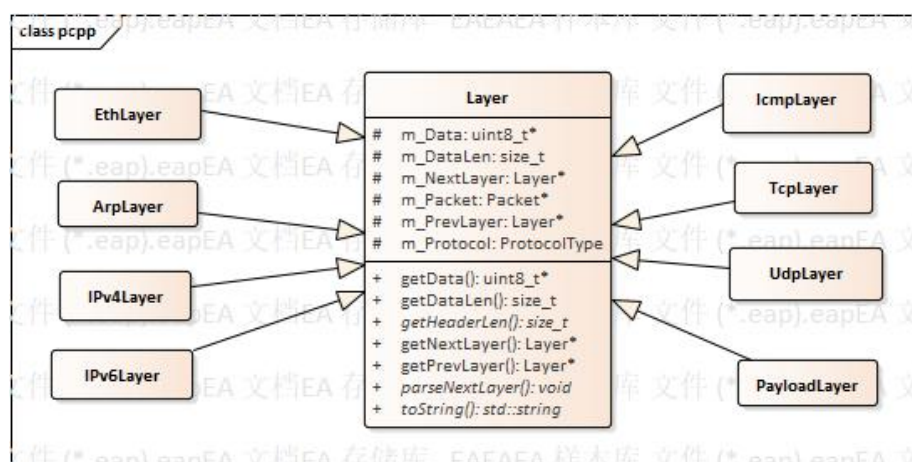 class pcpp
EthLayer
ArpLayer
IPv4Layer
IPv6Layer
Layer
# m_Data: uint8_t*
# m_DataLen: size_t
# m_NextLayer: Layer*
# m_Packet: Packet*
# m_PrevLayer: Layer*
# m_Protocol: ProtocolType
+ getData(): uint8_t*
+ getDataLen(): size_t
+ getHeaderLen(): size_t
+ getNextLayer(): Layer*
+ getPrevLayer(): Layer*
+ parseNextLayer(): void
+ toString(): std::string
IcmpLayer
TcpLayer
UdpLayer
PayloadLayer